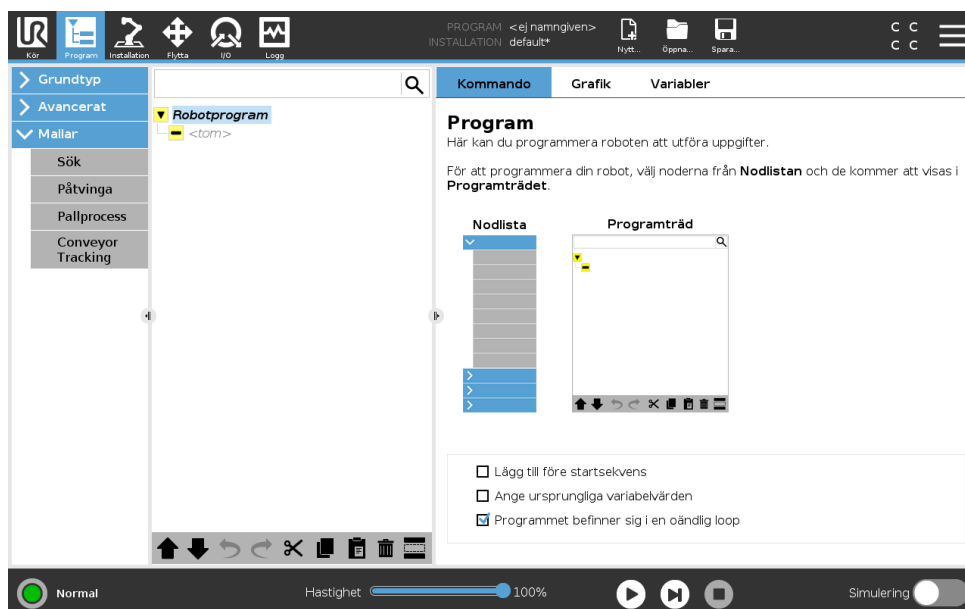 UR
PROGRAM <ej namngiven>
INSTALLATION default*
Kör
Program
Installation
Flytta
I/O
Logg
Nytt...
Öppna...
Spara...
C C
C C
Grundtyp
Avancerat
Mallar
Sök
Påtvinga
Pallprocess
Conveyor
Tracking
Robotprogram
<tom>
Kommando
Grafik
Variabler
Program
Här kan du programmera roboten att utföra uppgifter.
För att programmera din robot, välj noderna från Nodlistan och de kommer att visas i
Programträdet.
Nodlista
Programträd
Lägg till före startsekvens
Ange ursprungliga variabelvärden
Programmet befinner sig i en oändlig loop
Normal
Hastighet
100%
Simulering